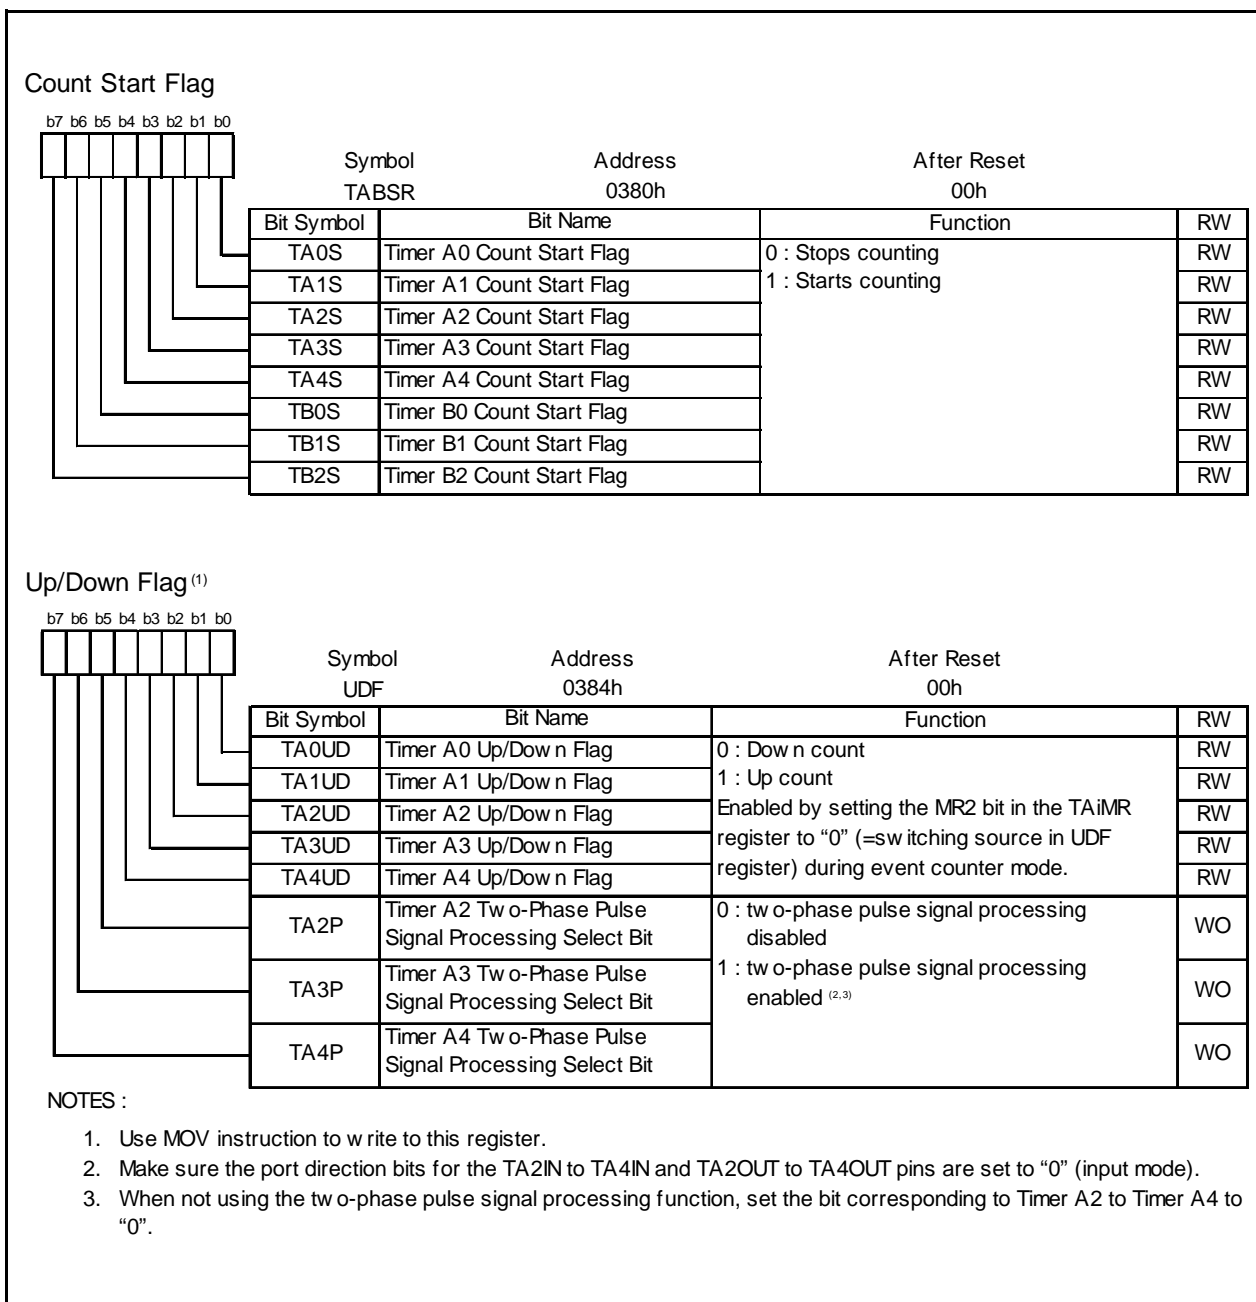 Count Start Flag
b7 b6 b5 b4 b3 b2 b1 b0
Symbol Address After Reset
TABSR 0380h 00h
Bit Symbol Bit Name Function RW
TA0S Timer A0 Count Start Flag 0 : Stops counting RW
TA1S Timer A1 Count Start Flag 1 : Starts counting RW
TA2S Timer A2 Count Start Flag RW
TA3S Timer A3 Count Start Flag RW
TA4S Timer A4 Count Start Flag RW
TB0S Timer B0 Count Start Flag RW
TB1S Timer B1 Count Start Flag RW
TB2S Timer B2 Count Start Flag RW
Up/Down Flag (1)
b7 b6 b5 b4 b3 b2 b1 b0
Symbol Address After Reset
UDF 0384h 00h
Bit Symbol Bit Name Function RW
TA0UD Timer A0 Up/Down Flag 0 : Down count RW
TA1UD Timer A1 Up/Down Flag 1 : Up count RW
TA2UD Timer A2 Up/Down Flag Enabled by setting the MR2 bit in the TAiMR RW
TA3UD Timer A3 Up/Down Flag register to “0” (=switching source in UDF RW
TA4UD Timer A4 Up/Down Flag register) during event counter mode. RW
TA2P Timer A2 Two-Phase Pulse Signal Processing Select Bit 0 : two-phase pulse signal processing disabled WO
TA3P Timer A3 Two-Phase Pulse Signal Processing Select Bit 1 : two-phase pulse signal processing enabled (2,3) WO
TA4P Timer A4 Two-Phase Pulse Signal Processing Select Bit WO
NOTES :
1. Use MOV instruction to write to this register.
2. Make sure the port direction bits for the TA2IN to TA4IN and TA2OUT to TA4OUT pins are set to “0” (input mode).
3. When not using the two-phase pulse signal processing function, set the bit corresponding to Timer A2 to Timer A4 to
“0”.